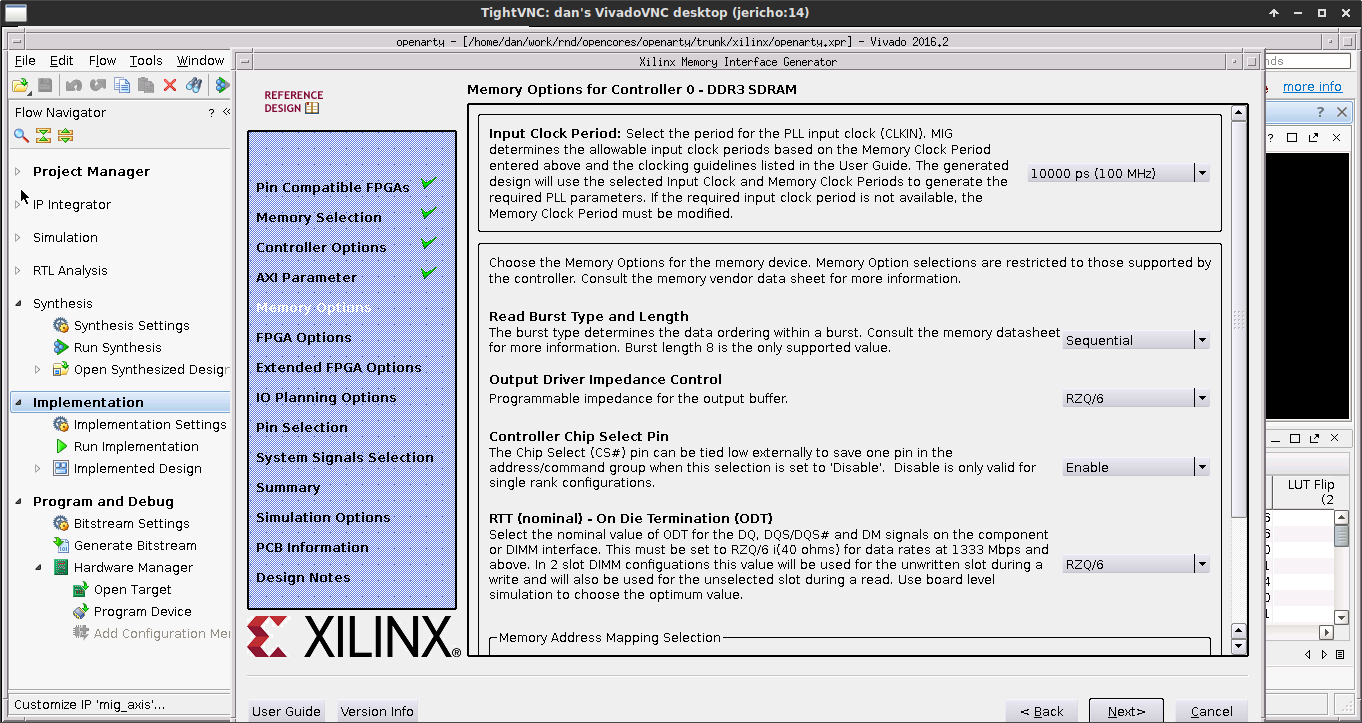 TightVNC: dan's VivadoVNC desktop (jericho:14)
openarty - [/home/dan/work/rnd/opencores/openarty/trunk/xilinx/openarty.xpr] - Vivado 2016.2
File Edit Flow Tools Window
Xilinx Memory Interface Generator
more info
Flow Navigator
? «
Project Manager
IP Integrator
Simulation
RTL Analysis
Synthesis
Synthesis Settings
Run Synthesis
Open Synthesized Design
Implementation
Implementation Settings
Run Implementation
Implemented Design
Program and Debug
Bitstream Settings
Generate Bitstream
Hardware Manager
Open Target
Program Device
Add Configuration Me
Customize IP 'mig_axis'...
REFERENCE
DESIGN
Pin Compatible FPGAs
Memory Selection
Controller Options
AXI Parameter
Memory Options
FPGA Options
Extended FPGA Options
IO Planning Options
Pin Selection
System Signals Selection
Summary
Simulation Options
PCB Information
Design Notes
XILINX®
User Guide
Version Info
Memory Options for Controller 0 - DDR3 SDRAM
Input Clock Period: Select the period for the PLL input clock (CLKIN). MIG
determines the allowable input clock periods based on the Memory Clock Period
entered above and the clocking guidelines listed in the User Guide. The generated
design will use the selected Input Clock and Memory Clock Periods to generate the
required PLL parameters. If the required input clock period is not available, the
Memory Clock Period must be modified.
10000 ps (100 MHz)
Choose the Memory Options for the memory device. Memory Option selections are restricted to those supported by
the controller. Consult the memory vendor data sheet for more information.
Read Burst Type and Length
The burst type determines the data ordering within a burst. Consult the memory datasheet
for more information. Burst length 8 is the only supported value.
Sequential
Output Driver Impedance Control
Programmable impedance for the output buffer.
RZQ/6
Controller Chip Select Pin
The Chip Select (CS#) pin can be tied low externally to save one pin in the
address/command group when this selection is set to 'Disable'. Disable is only valid for
single rank configurations.
Enable
RTT (nominal) - On Die Termination (ODT)
Select the nominal value of ODT for the DQ, DQS/DQS# and DM signals on the component
or DIMM interface. This must be set to RZQ/6 i(40 ohms) for data rates at 1333 Mbps and
above. In 2 slot DIMM configuations this value will be used for the unwritten slot during a
write and will also be used for the unselected slot during a read. Use board level
simulation to choose the optimum value.
RZQ/6
Memory Address Mapping Selection
< Back
Next>
Cancel
LUT Flip
(2